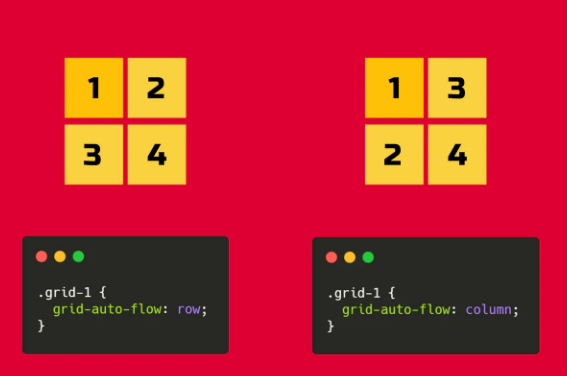 1 2
3 4
.grid-1 {
grid-auto-flow: row;
}
1 3
2 4
.grid-1 {
grid-auto-flow: column;
}